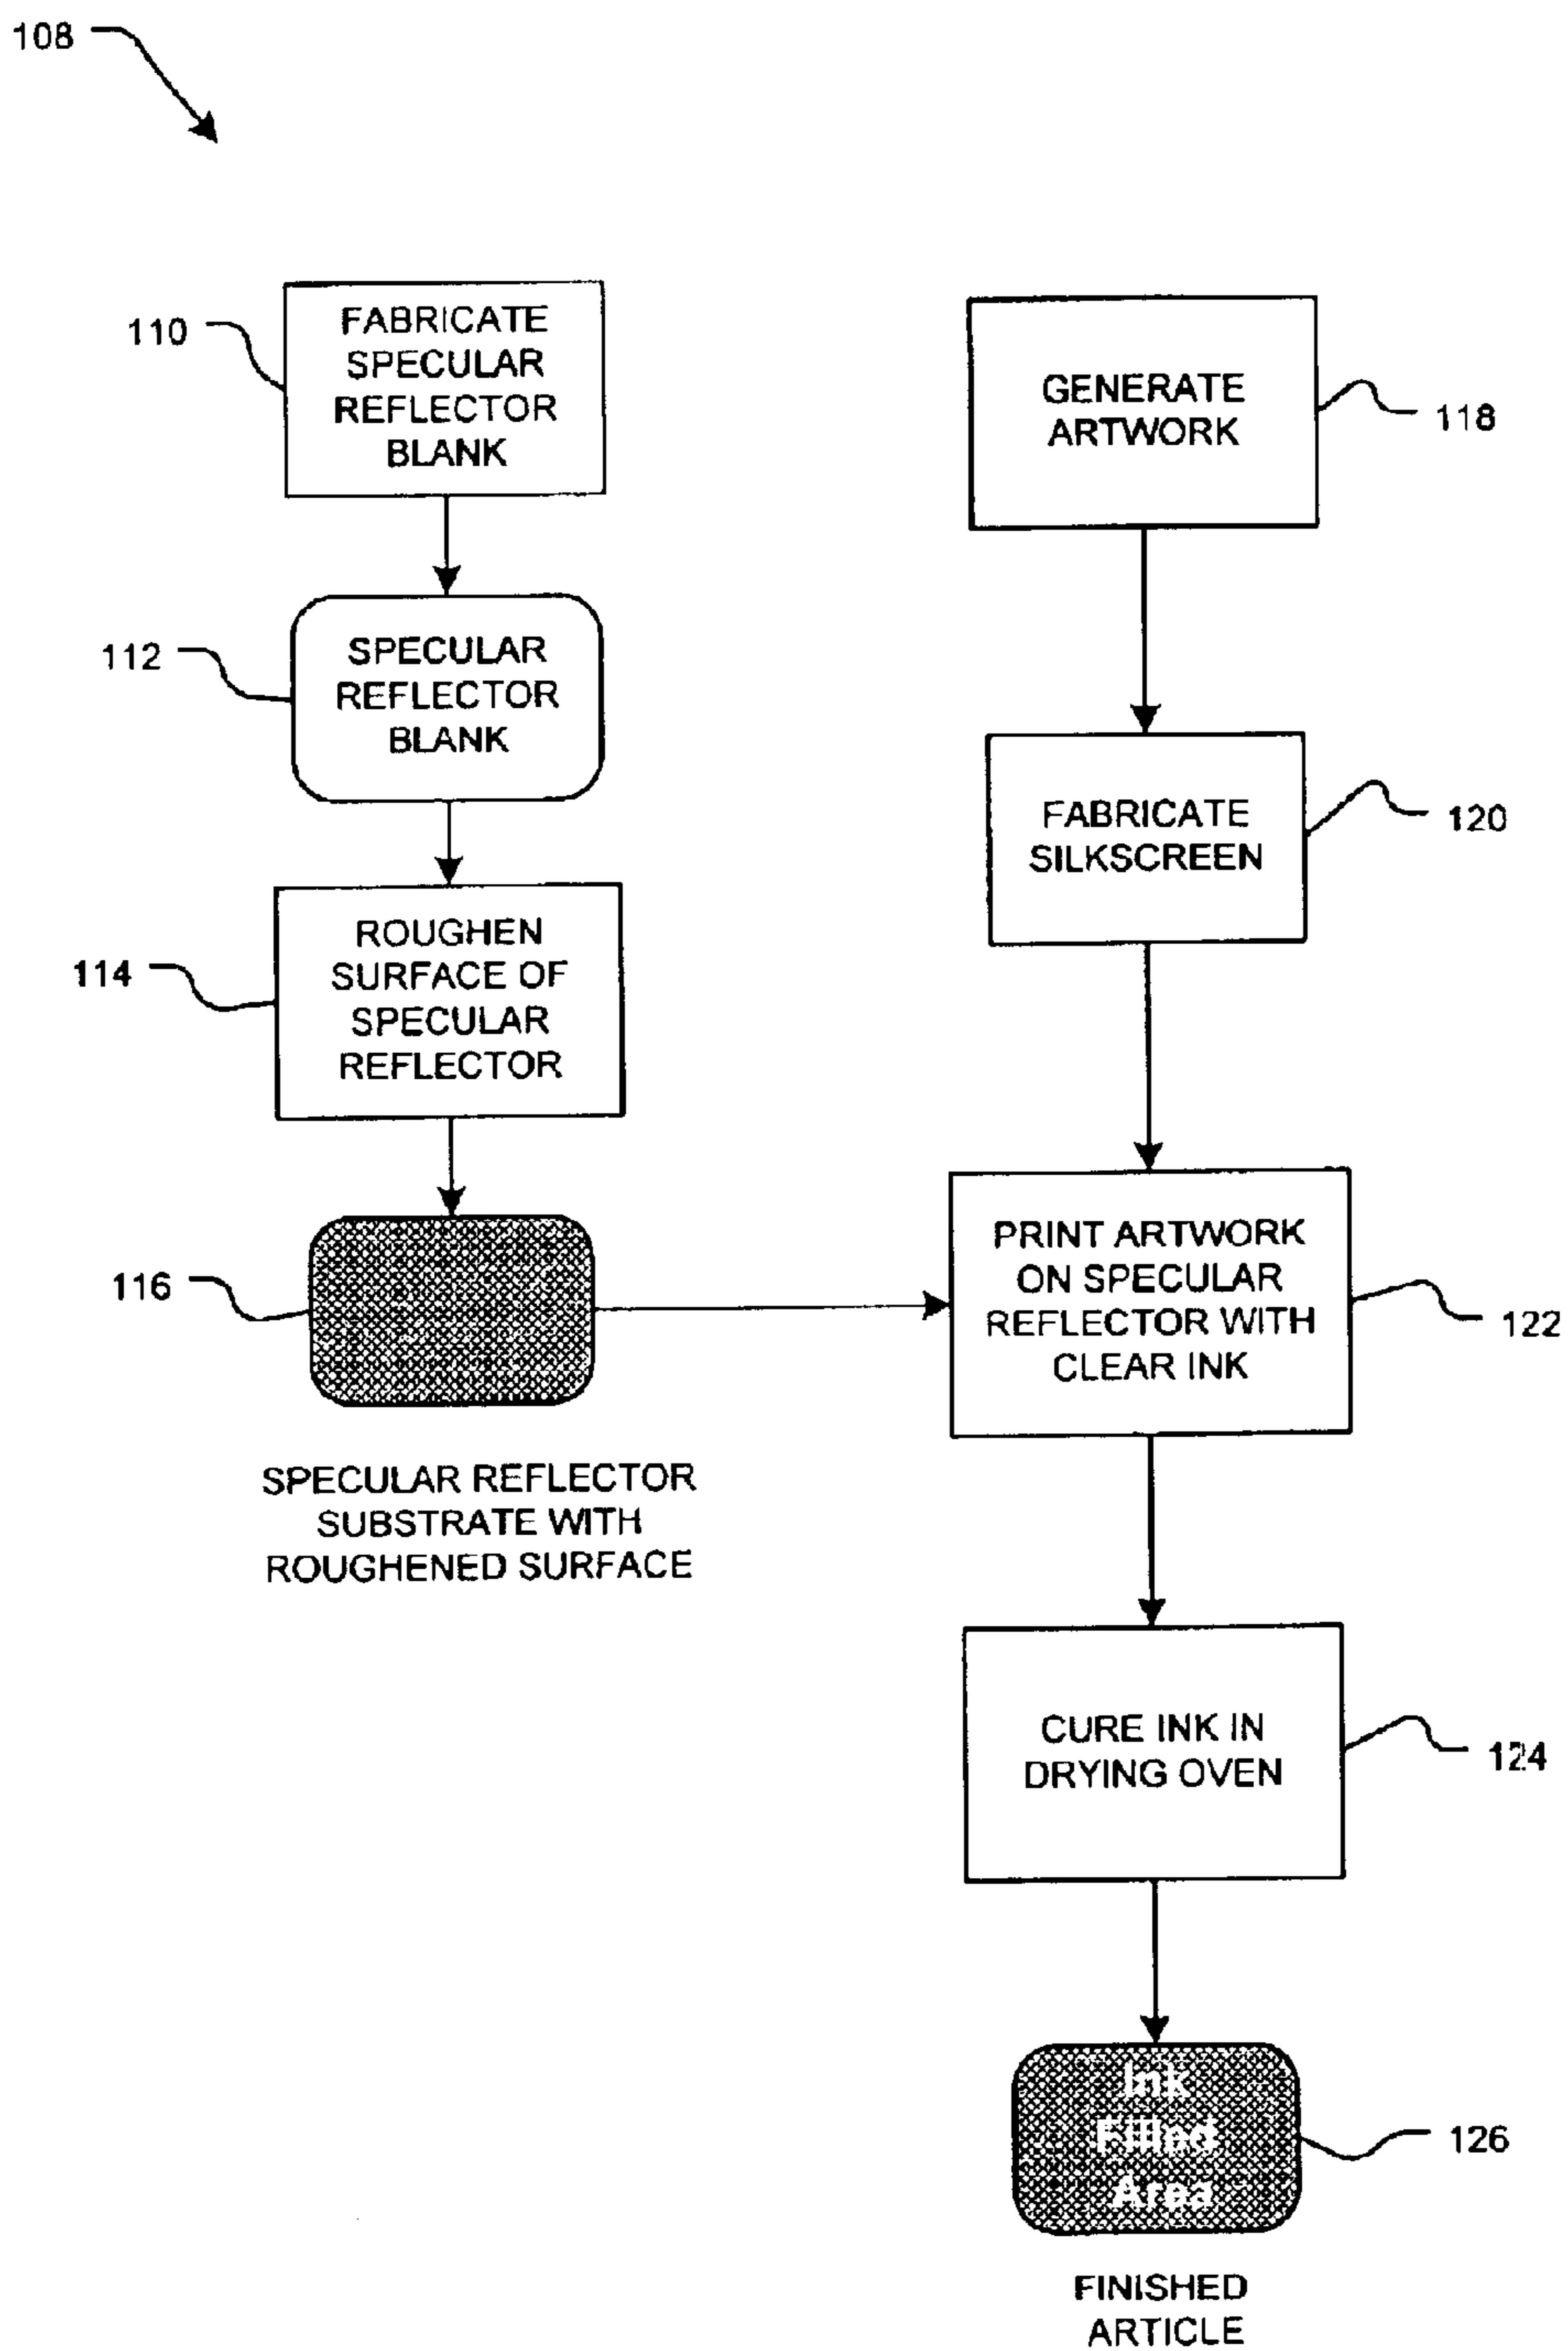 108
110
FABRICATE
SPECULAR
REFLECTOR
BLANK
112
SPECULAR
REFLECTOR
BLANK
114
ROUGHEN
SURFACE OF
SPECULAR
REFLECTOR
116
SPECULAR REFLECTOR
SUBSTRATE WITH
ROUGHENED SURFACE
GENERATE
ARTWORK
118
FABRICATE
SILKSCREEN
120
PRINT ARTWORK
ON SPECULAR
REFLECTOR WITH
CLEAR INK
122
CURE INK IN
DRYING OVEN
124
Ink
Filled
Area
126
FINISHED
ARTICLE